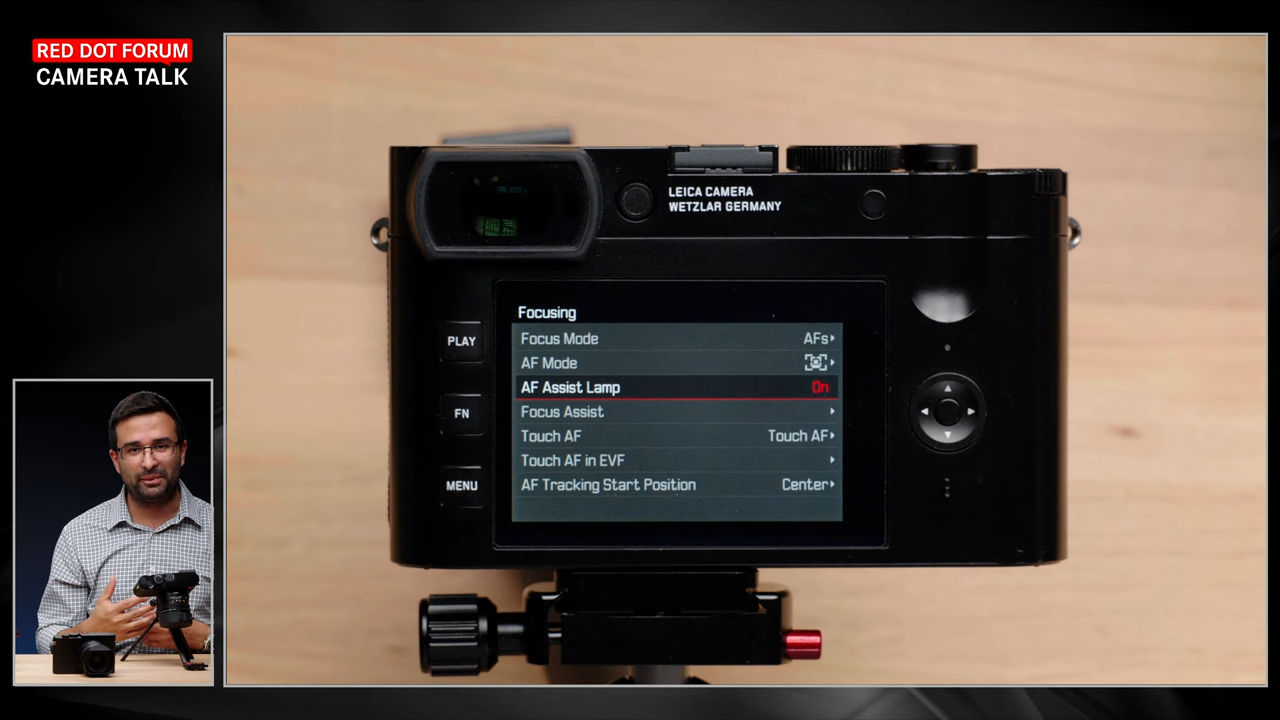 RED DOT FORUM
CAMERA TALK
LEICA CAMERA
WETZLAR GERMANY
Focusing
Focus Mode AFs
AF Mode
AF Assist Lamp On
Focus Assist
Touch AF Touch AF
Touch AF in EVF
AF Tracking Start Position Center
PLAY
FN
MENU